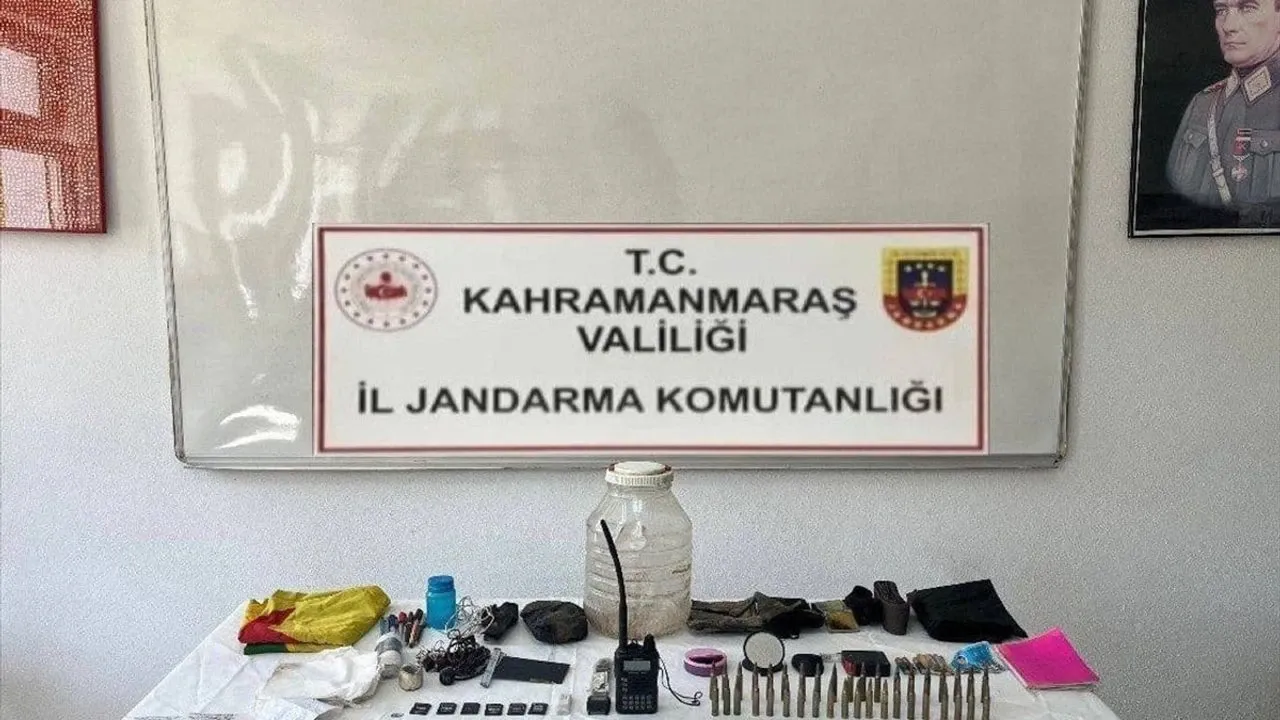 T.C.
KAHRAMANMARAŞ
VALİLİĞİ
İL JANDARMA KOMUTANLIĞI